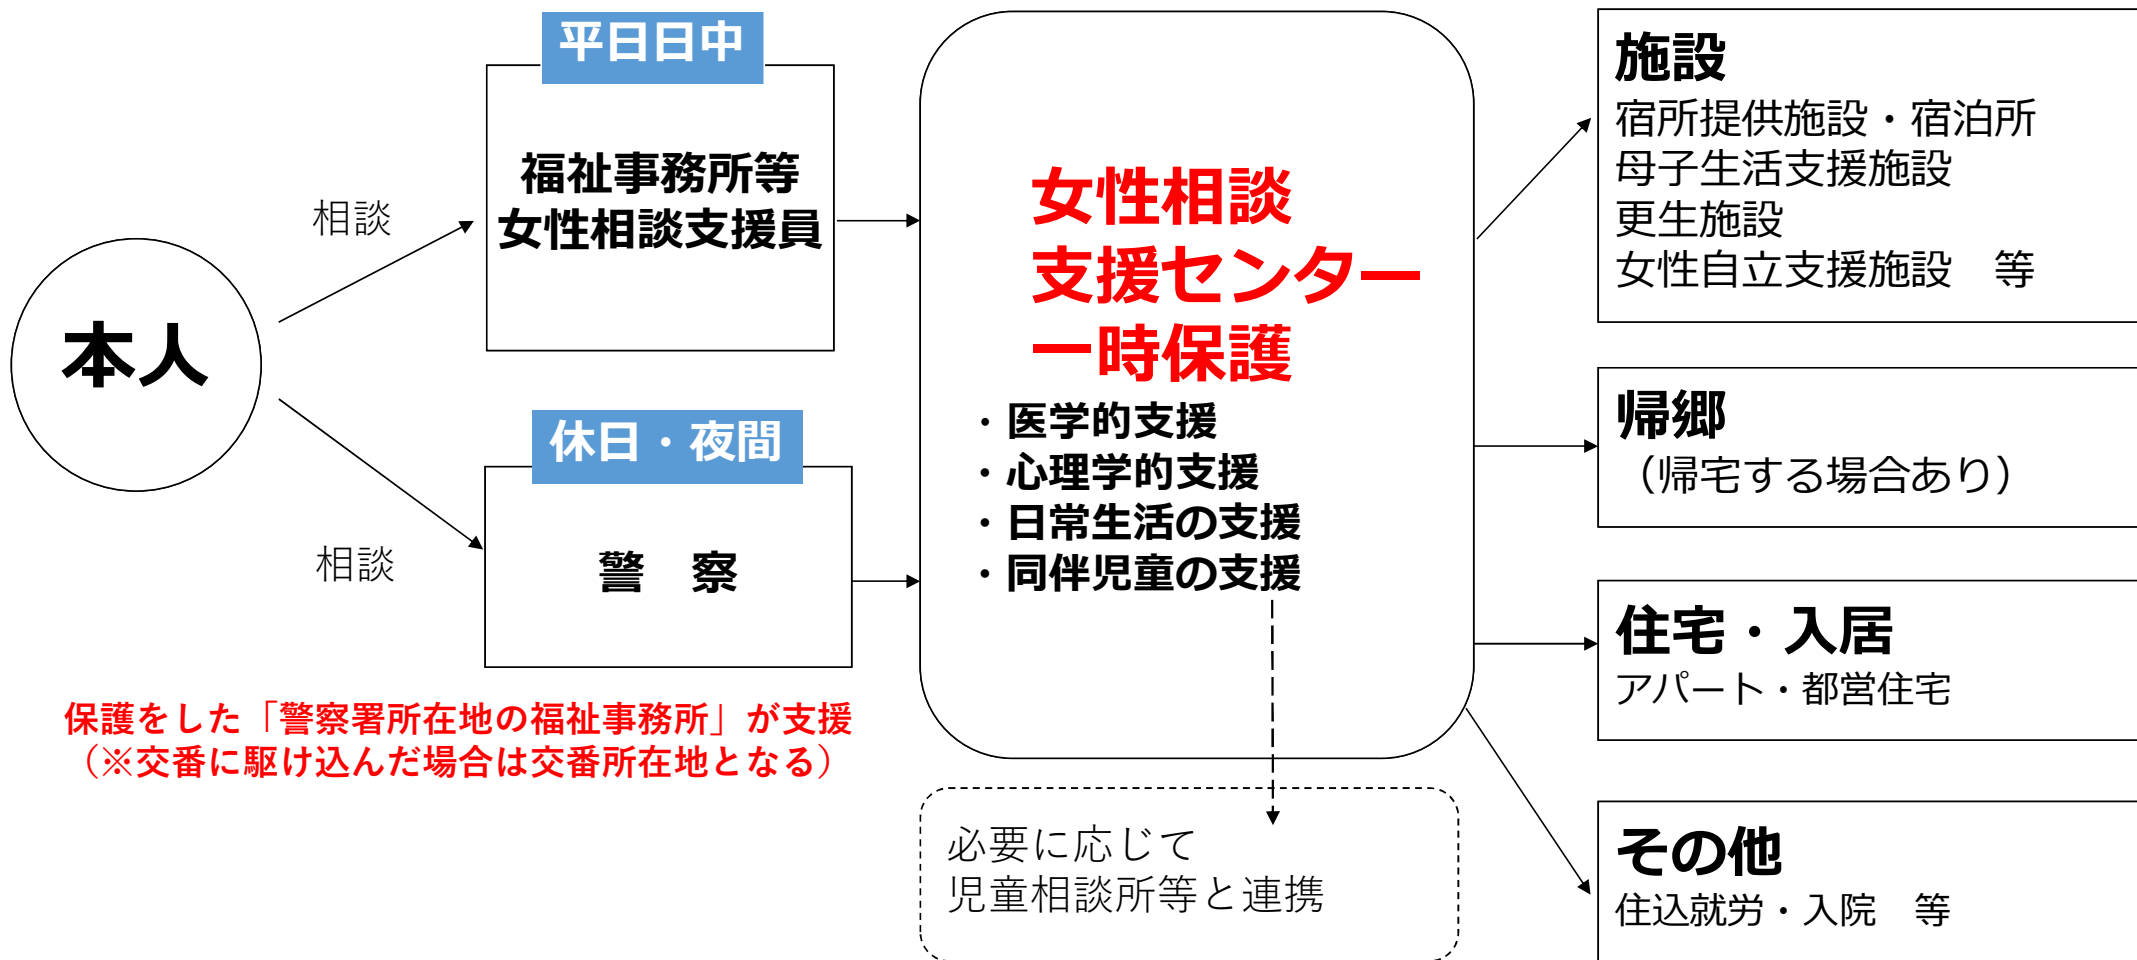 本人
相談
相談
平日日中
福祉事務所等
女性相談支援員
休日・夜間
警　察
保護をした「警察署所在地の福祉事務所」が支援
（※交番に駆け込んだ場合は交番所在地となる）
女性相談
支援センター
一時保護
・医学的支援
・心理学的支援
・日常生活の支援
・同伴児童の支援
必要に応じて
児童相談所等と連携
施設
宿所提供施設・宿泊所
母子生活支援施設
更生施設
女性自立支援施設　等
帰郷
（帰宅する場合あり）
住宅・入居
アパート・都営住宅
その他
住込就労・入院　等